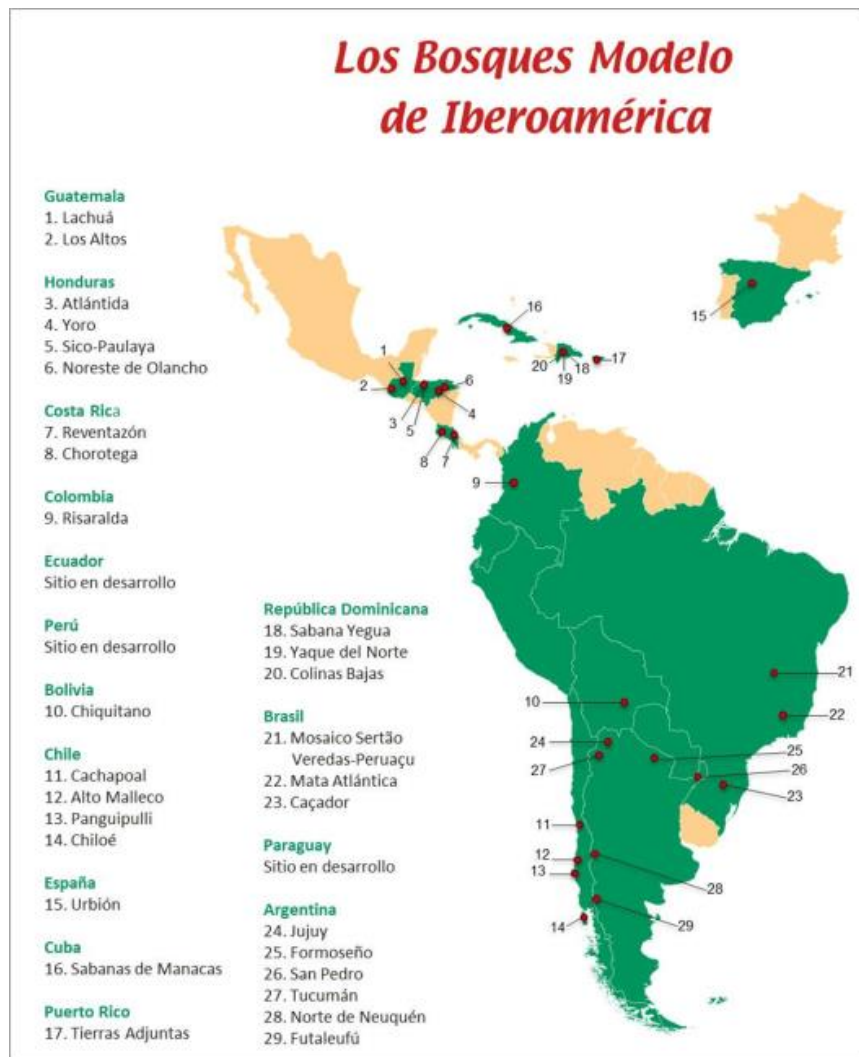 Los Bosques Modelo
de Iberoamérica
Guatemala
1. Lachuá
2. Los Altos
Honduras
3. Atlántida
4. Yoro
5. Sico-Paulaya
6. Noreste de Olancho
Costa Rica
7. Reventazón
8. Chorotega
Colombia
9. Risaralda
Ecuador
Sitio en desarrollo
Perú
Sitio en desarrollo
Bolivia
10. Chiquitano
Chile
11. Cachapoal
12. Alto Malleco
13. Panguipulli
14. Chiloé
España
15. Urbión
Cuba
16. Sabanas de Manacas
Puerto Rico
17. Tierras Adjuntas
República Dominicana
18. Sabana Yegua
19. Yaque del Norte
20. Colinas Bajas
Brasil
21. Mosaico Sertão
Veredas-Peruaçu
22. Mata Atlántica
23. Caçador
Paraguay
Sitio en desarrollo
Argentina
24. Jujuy
25. Formoseño
26. San Pedro
27. Tucumán
28. Norte de Neuquén
29. Futaleufú
16
15
1
20
18
17
19
2
6
3
5
4
8
7
9
21
10
22
24
25
27
26
23
11
12
13
28
14
29